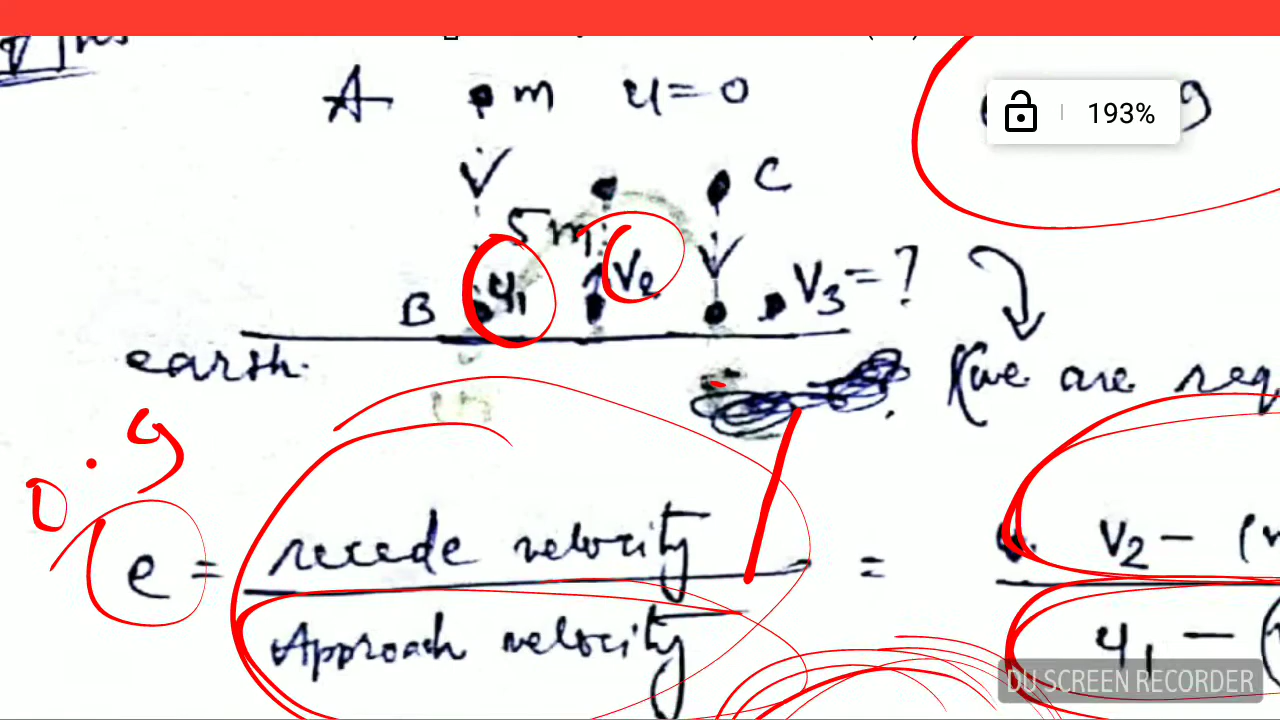 A m u = 0
193%
C
5m
B u₁ V₂ V₃ = ?
earth.
(we are req
0.9
e = recede velocity / Approach velocity = V₂ - ( / u₁ - (
DU SCREEN RECORDER